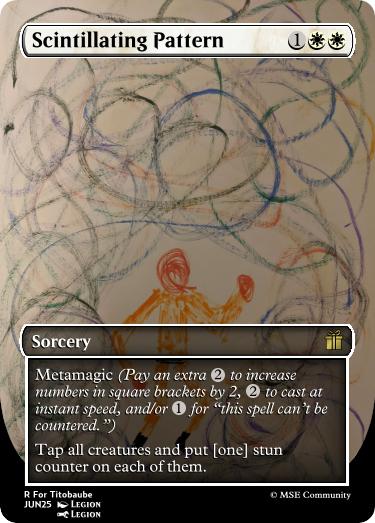 Scintillating Pattern 1
Sorcery
Metamagic (Pay an extra 2 to increase
numbers in square brackets by 2, 2 to cast at
instant speed, and/or 1 for “this spell can’t be
countered.”)
Tap all creatures and put [one] stun
counter on each of them.
R For Titobaube
JUN25 LEGION
LEGION
© MSE Community